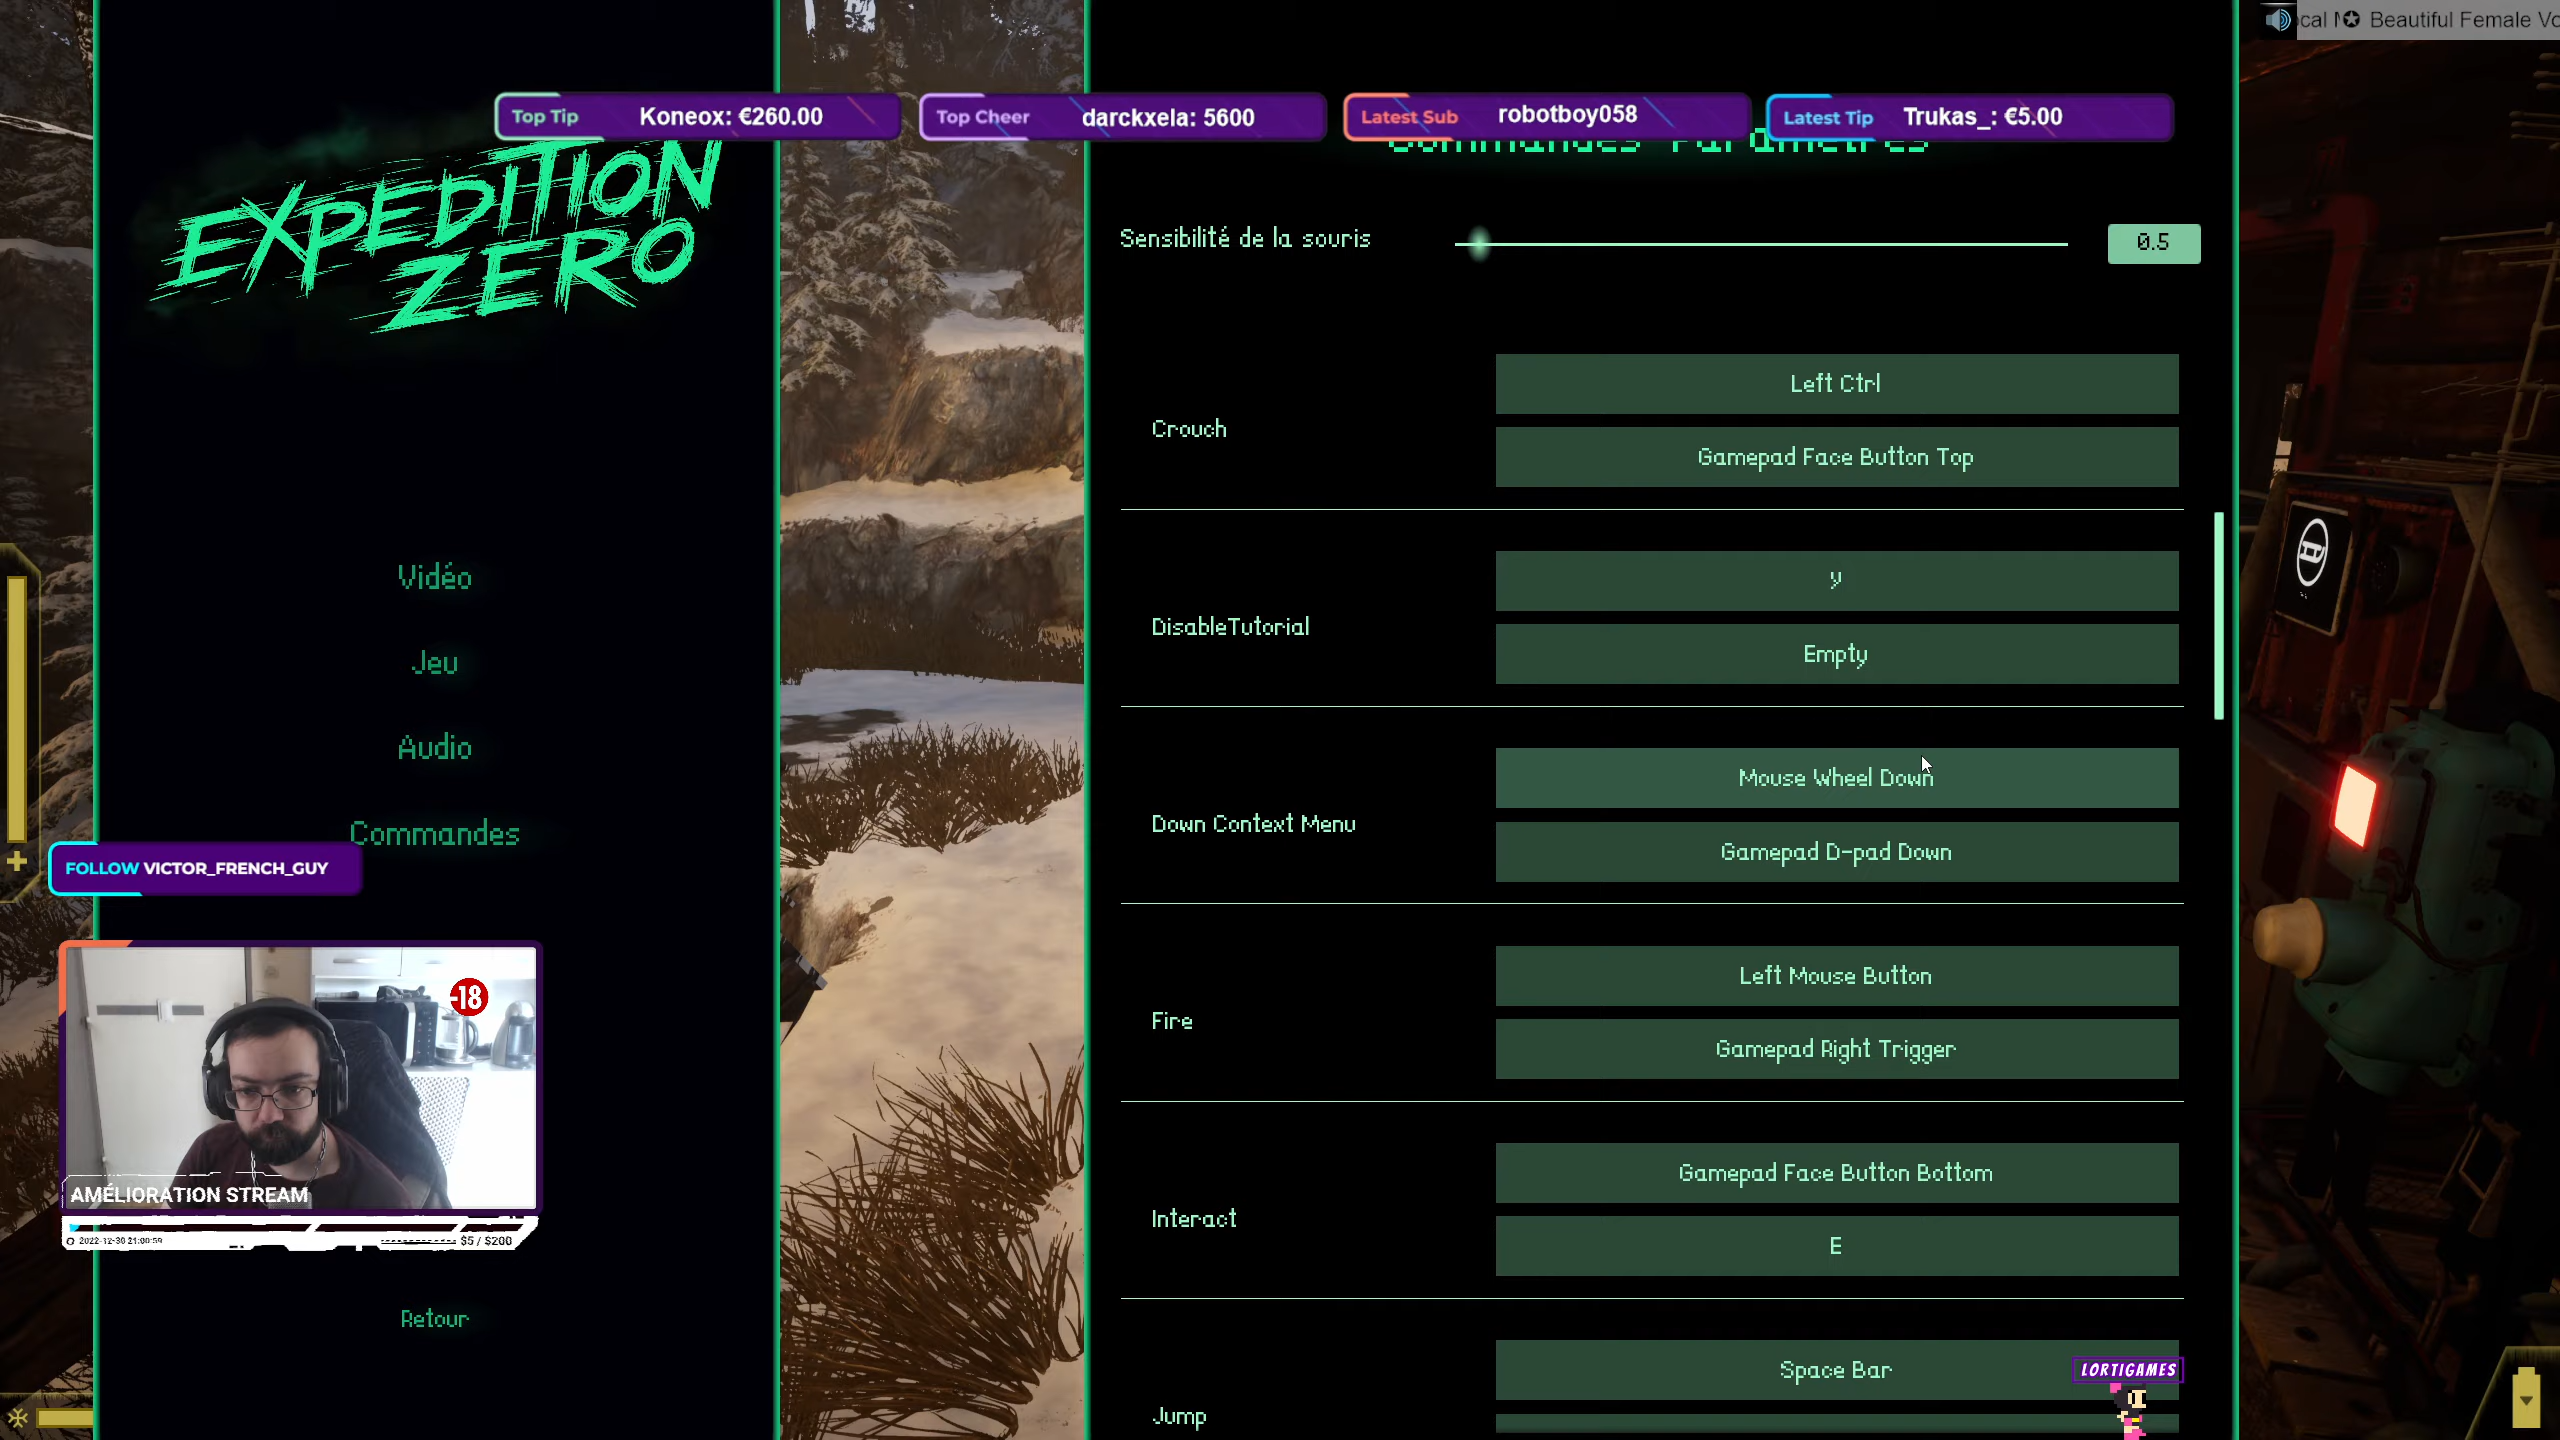 Beautiful Female Vo
Top Tip Koneox: €260.00
Top Cheer darckxela: 5600
Latest Sub robotboy058
Latest Tip Trukas_: €5.00
Commandes Paramètres
EXPEDITION
ZERO
Sensibilité de la souris 0.5
Left Ctrl
Crouch
Gamepad Face Button Top
Vidéo
y
DisableTutorial
Empty
Jeu
Audio
Mouse Wheel Down
Down Context Menu
Gamepad D-pad Down
Commandes
FOLLOW VICTOR_FRENCH_GUY
Left Mouse Button
Fire
Gamepad Right Trigger
-18
AMÉLIORATION STREAM
2022-12-30 21:00:59
$5 / $200
Gamepad Face Button Bottom
Interact
E
Retour
Space Bar
LORTIGAMES
Jump